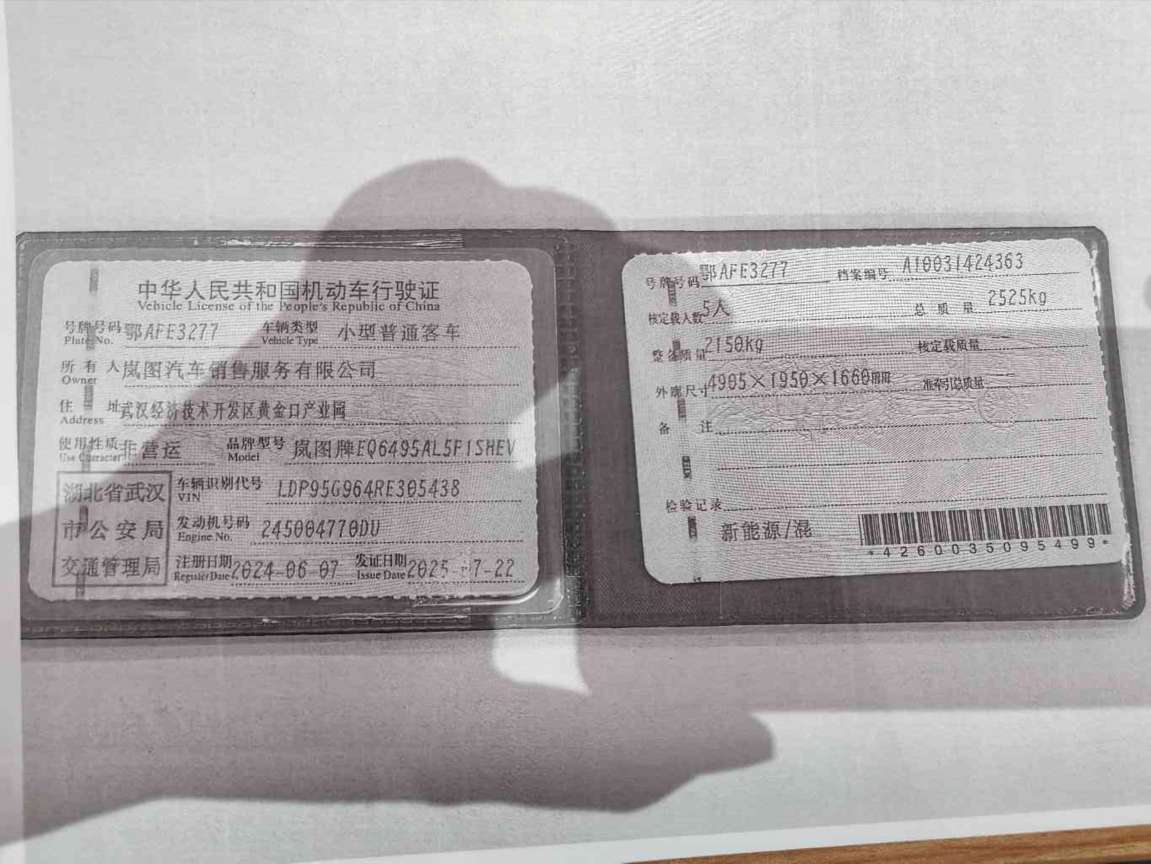 中华人民共和国机动车行驶证
Vehicle License of the People's Republic of China
号牌号码 Plate No. 鄂AFE3277 车辆类型 Vehicle Type 小型普通客车
所有人 Owner 岚图汽车销售服务有限公司
住址 Address 武汉经济技术开发区黄金口产业园
使用性质 Use Character 非营运 品牌型号 Model 岚图牌EQ6495AL5F1SHEV
湖北省武汉
市公安局
交通管理局
车辆识别代号 VIN LDP95G964RE305438
发动机号码 Engine No. 245004770DU
注册日期 Register Date 2024-06-07 发证日期 Issue Date 2025-07-22
号牌号码 鄂AFE3277 档案编号 A10031424363
核定载人数 5人 总质量 2525kg
整备质量 2150kg 核定载质量
外廓尺寸 4905×1950×1660mm 准牵引总质量
备注
检验记录
新能源/混
*4260035095499*